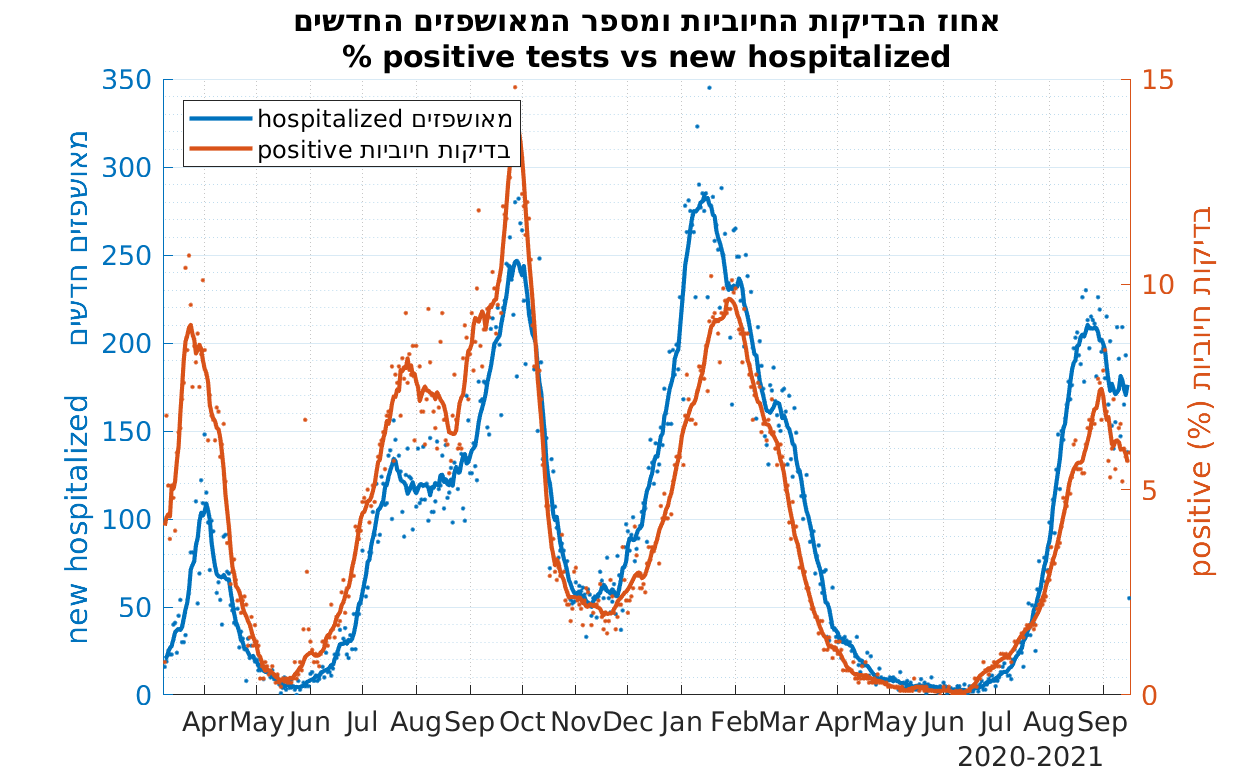 אחוז הבדיקות החיוביות ומספר המאושפזים החדשים
% positive tests vs new hospitalized
350
300
250
200
150
100
50
0
new hospitalized מאושפזים חדשים
hospitalized מאושפזים
positive בדיקות חיוביות
15
10
5
0
positive (%) בדיקות חיוביות
Apr May Jun Jul Aug Sep Oct Nov Dec Jan Feb Mar Apr May Jun Jul Aug Sep
2020-2021